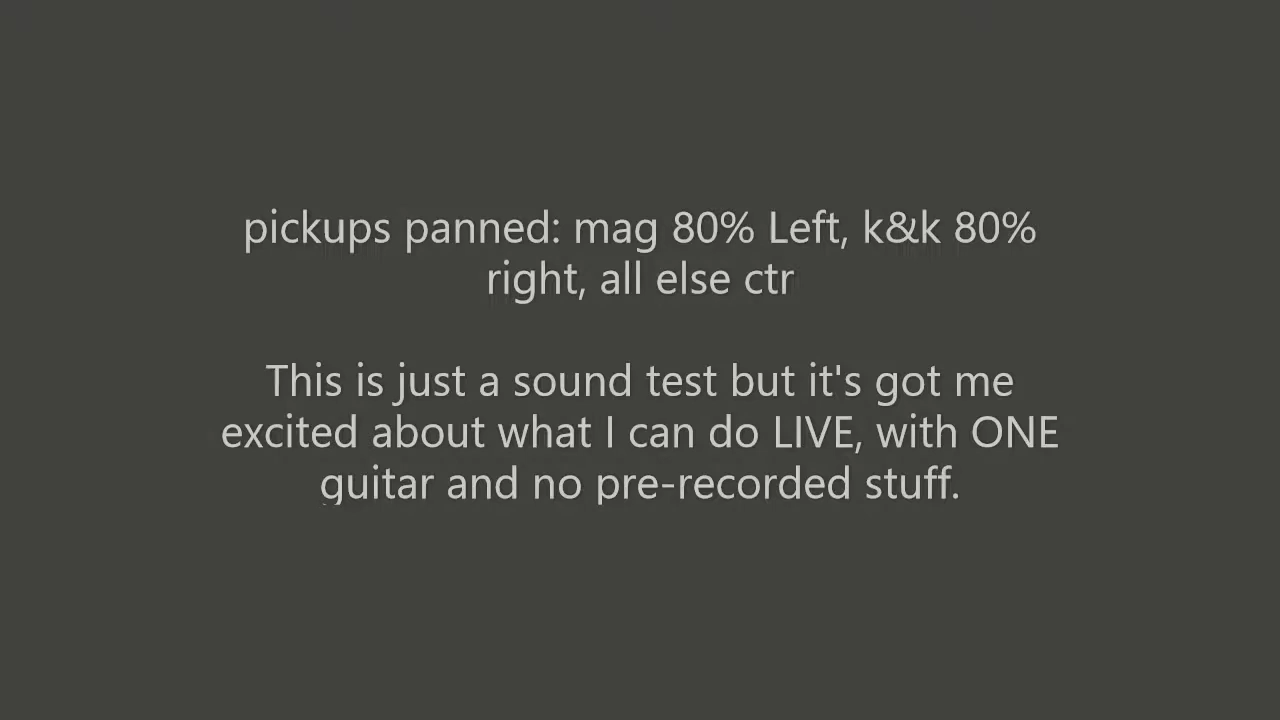 pickups panned: mag 80% Left, k&k 80%
right, all else ctr
This is just a sound test but it's got me
excited about what I can do LIVE, with ONE
guitar and no pre-recorded stuff.